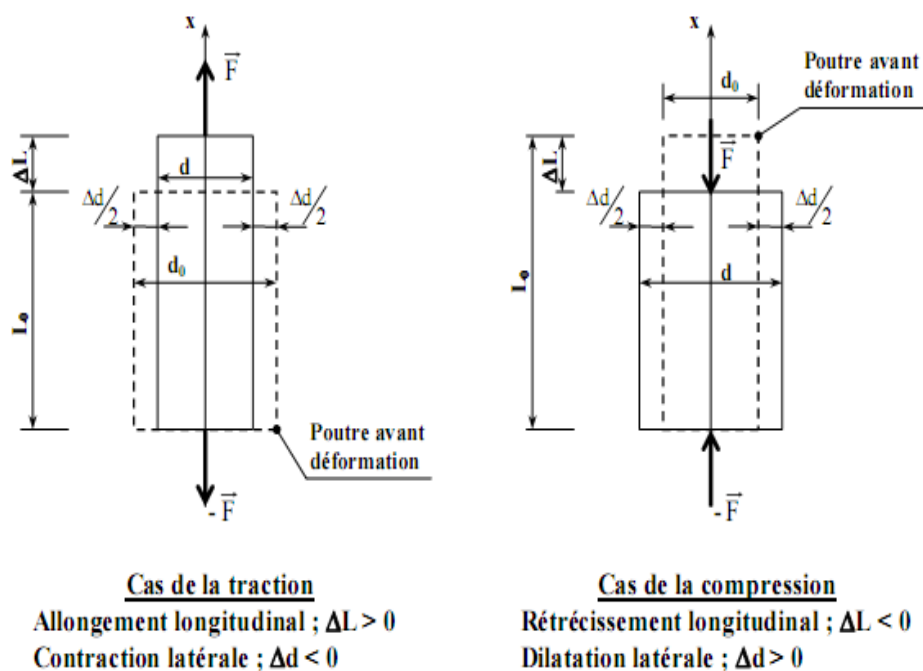 x
F
ΔL
d
Δd/2
Δd/2
d₀
L₀
Poutre avant
déformation
- F
Cas de la traction
Allongement longitudinal ; ΔL > 0
Contraction latérale ; Δd < 0
x
Poutre avant
déformation
d₀
F
ΔL
Δd/2
Δd/2
L₀
d
- F
Cas de la compression
Rétrécissement longitudinal ; ΔL < 0
Dilatation latérale ; Δd > 0